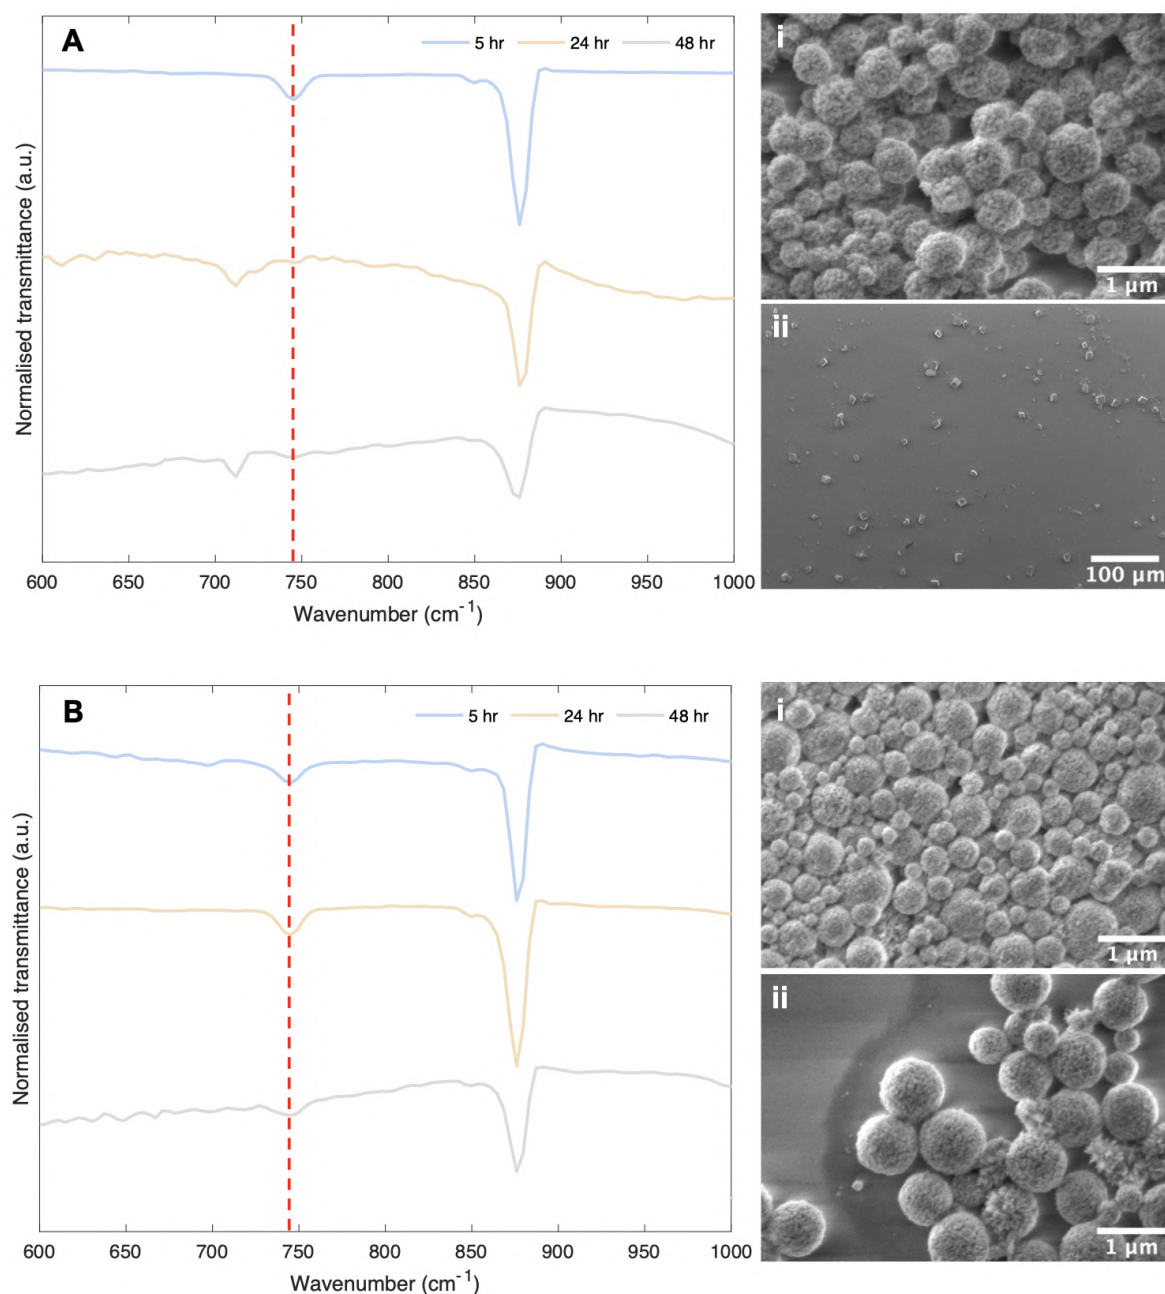 A
5 hr 24 hr 48 hr
Normalised transmittance (a.u.)
600 650 700 750 800 850 900 950 1000
Wavenumber (cm⁻¹)
i
1 µm
ii
100 µm
B
5 hr 24 hr 48 hr
Normalised transmittance (a.u.)
600 650 700 750 800 850 900 950 1000
Wavenumber (cm⁻¹)
i
1 µm
ii
1 µm